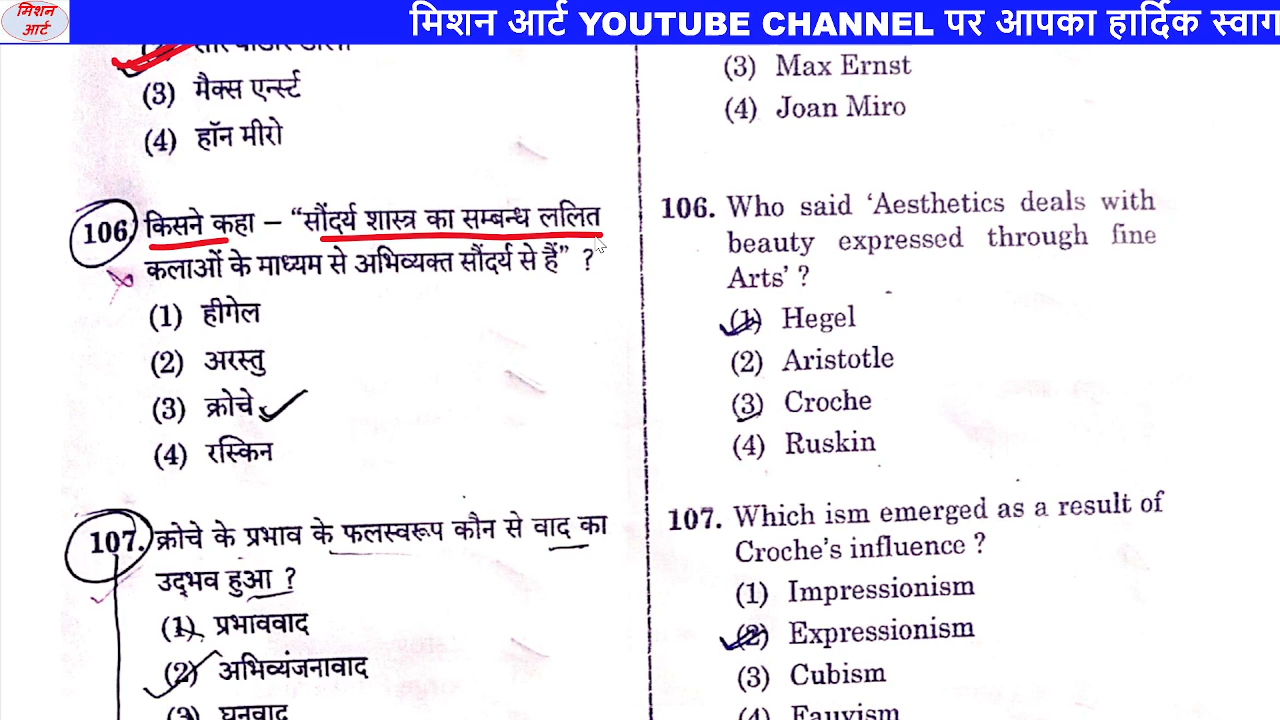 मिशन
आर्ट
मिशन आर्ट YOUTUBE CHANNEL पर आपका हार्दिक स्वाग
(3) मैक्स एर्न्स्ट
(4) हॉन मीरो
106 किसने कहा – “सौंदर्य शास्त्र का सम्बन्ध ललित
कलाओं के माध्यम से अभिव्यक्त सौंदर्य से हैं” ?
(1) हीगेल
(2) अरस्तु
(3) क्रोचे
(4) रस्किन
107. क्रोचे के प्रभाव के फलस्वरूप कौन से वाद का
उद्भव हुआ ?
(1) प्रभाववाद
(2) अभिव्यंजनावाद
(3) घनवाद
(3) Max Ernst
(4) Joan Miro
106. Who said ‘Aesthetics deals with
beauty expressed through fine
Arts’ ?
(1) Hegel
(2) Aristotle
(3) Croche
(4) Ruskin
107. Which ism emerged as a result of
Croche’s influence ?
(1) Impressionism
(2) Expressionism
(3) Cubism
(4) Fauvism